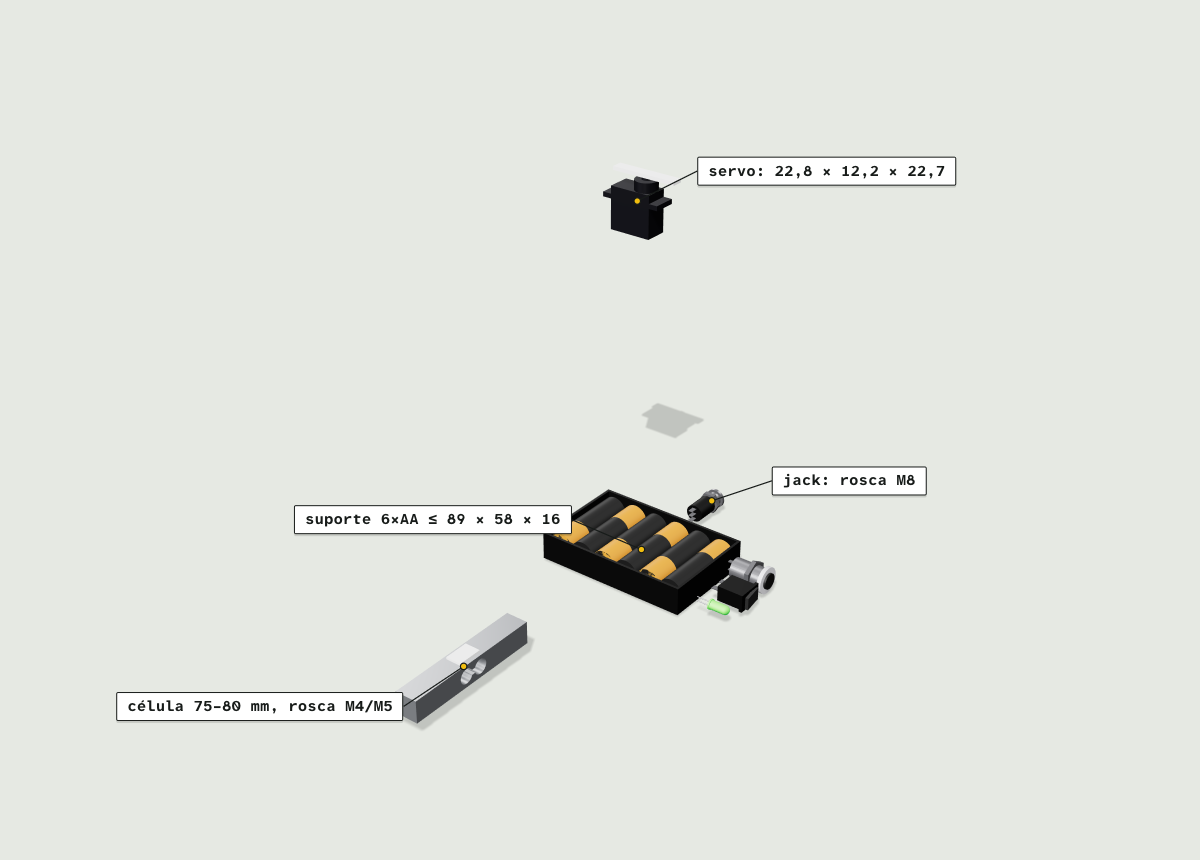 servo: 22,8 × 12,2 × 22,7
jack: rosca M8
suporte 6×AA ≤ 89 × 58 × 16
célula 75–80 mm, rosca M4/M5